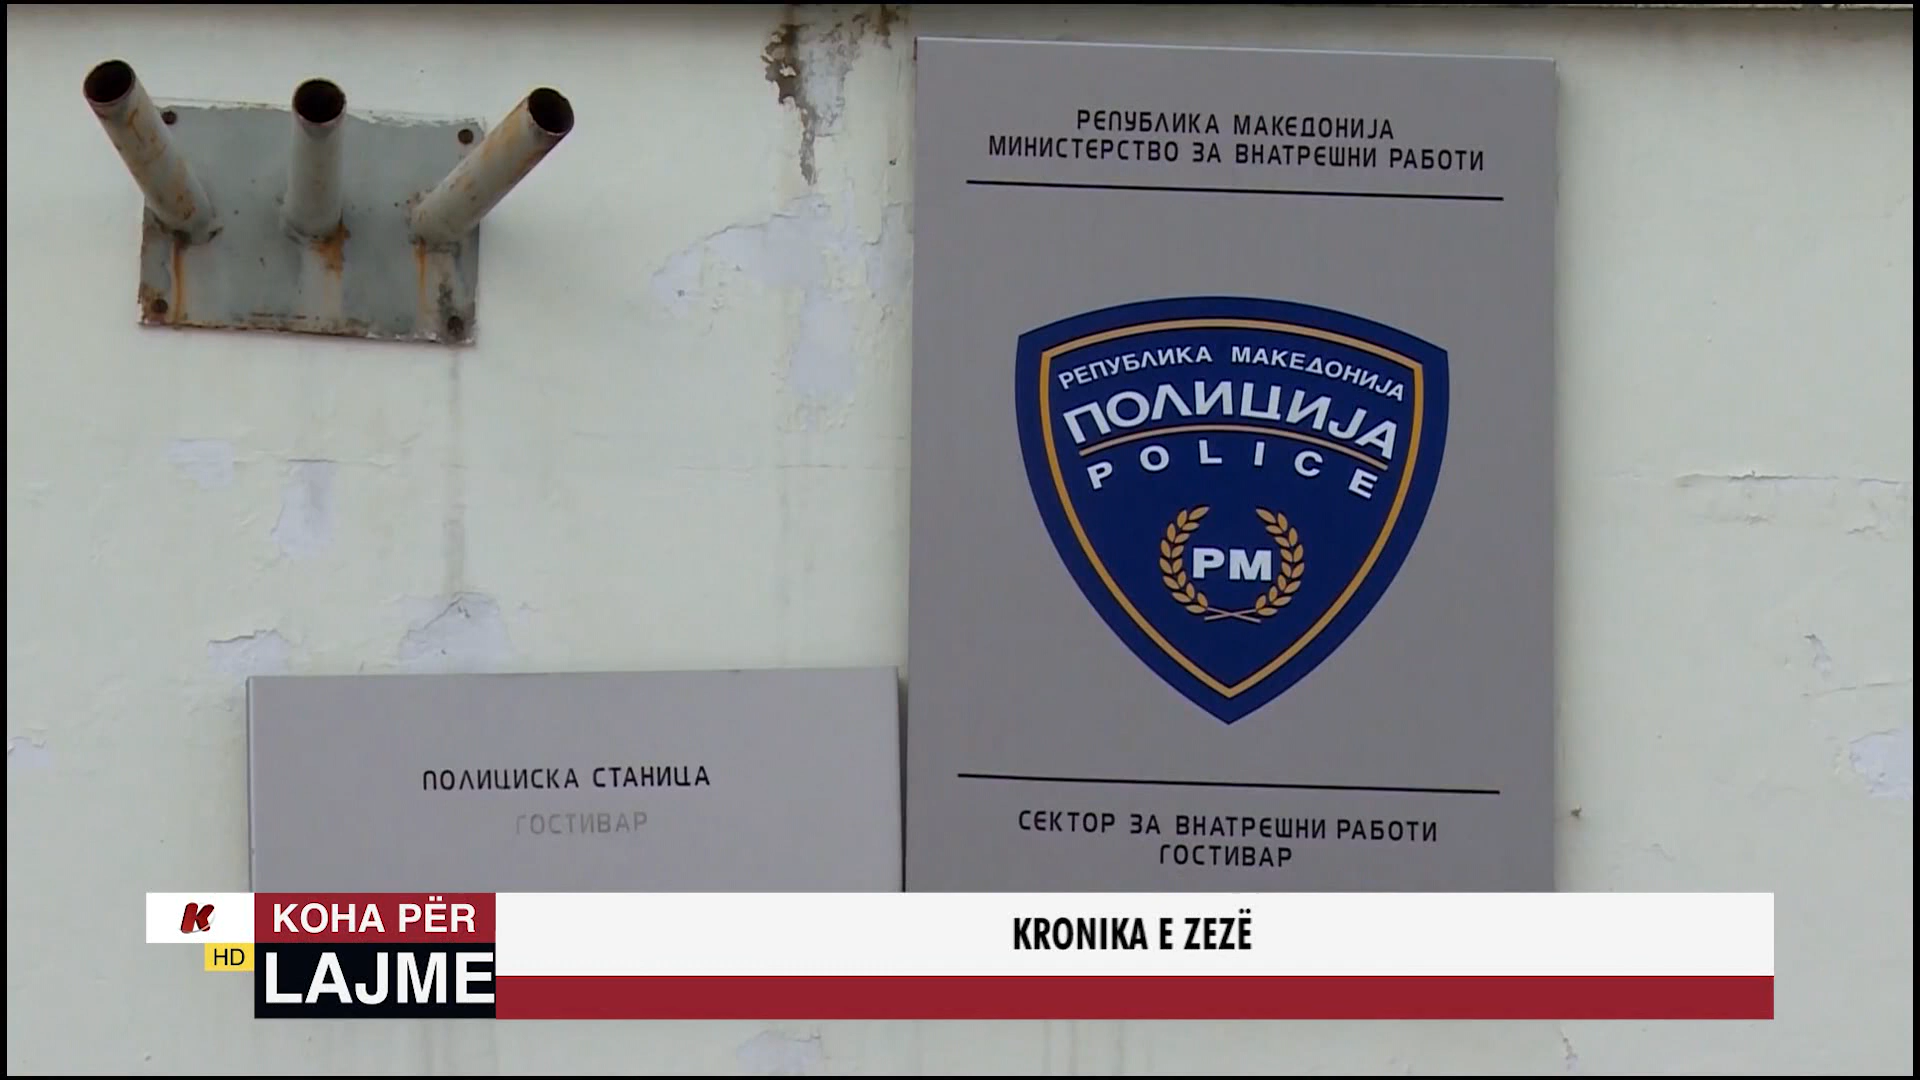 РЕПУБЛИКА МАКЕДОНИЈА
МИНИСТЕРСТВО ЗА ВНАТРЕШНИ РАБОТИ
РЕПУБЛИКА МАКЕДОНИЈА
ПОЛИЦИЈА
POLICE
РМ
ПОЛИЦИСКА СТАНИЦА
ГОСТИВАР
СЕКТОР ЗА ВНАТРЕШНИ РАБОТИ
ГОСТИВАР
K
HD
KOHA PËR
LAJME
KRONIKA E ZEZË